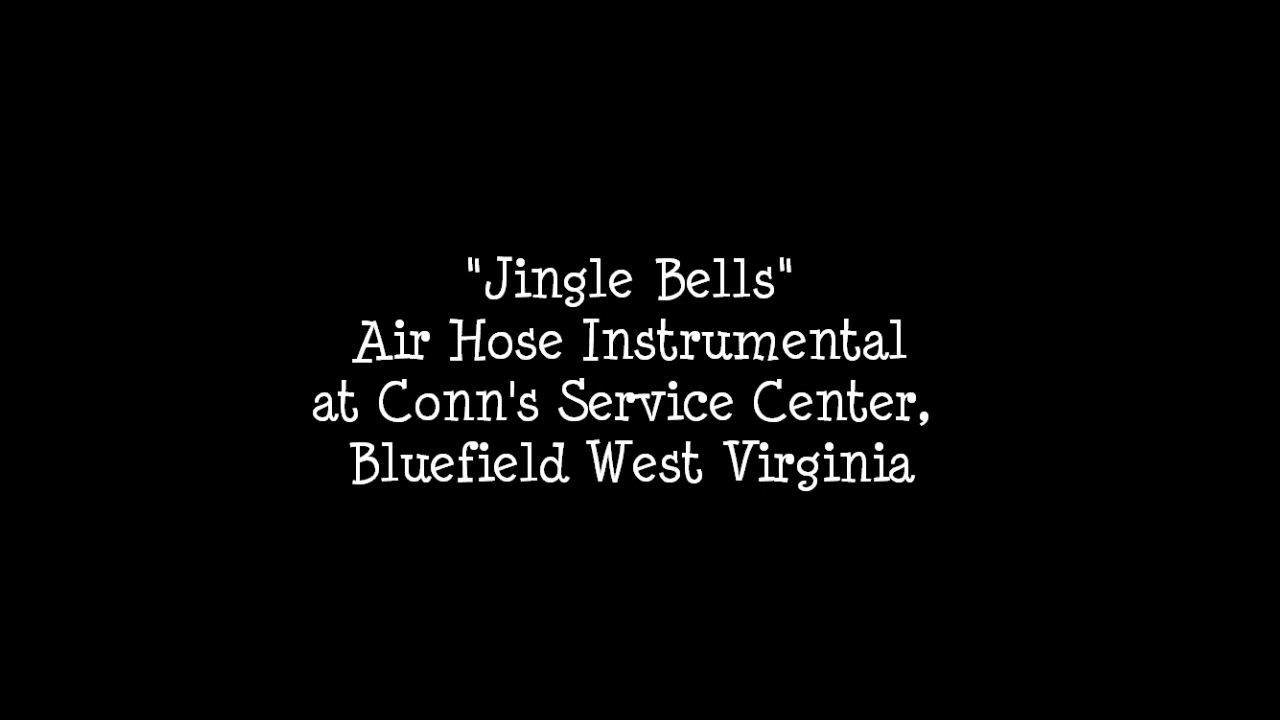 "Jingle Bells"
Air Hose Instrumental
at Conn's Service Center,
Bluefield West Virginia